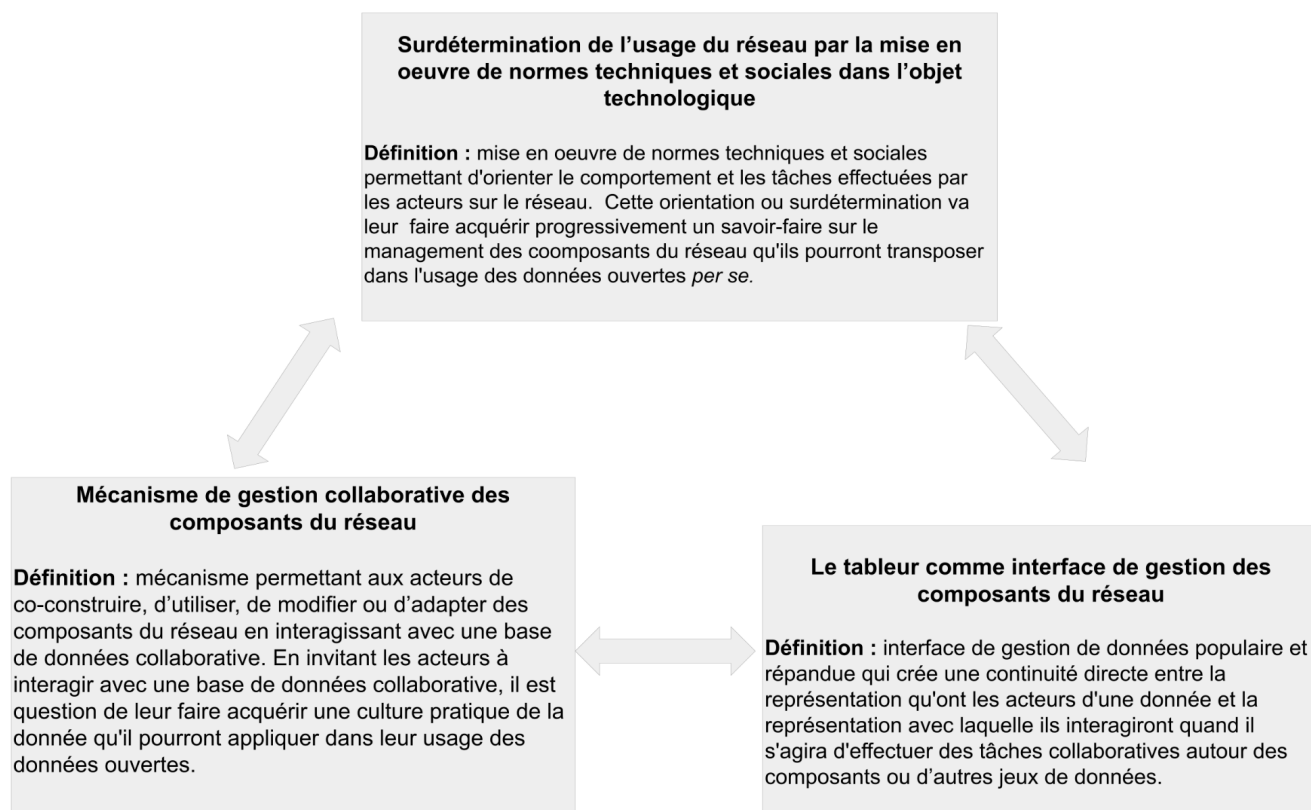 Surdétermination de l’usage du réseau par la mise en
oeuvre de normes techniques et sociales dans l’objet
technologique
Définition : mise en oeuvre de normes techniques et sociales
permettant d'orienter le comportement et les tâches effectuées par
les acteurs sur le réseau.  Cette orientation ou surdétermination va
leur  faire acquérir progressivement un savoir-faire sur le
management des coomposants du réseau qu'ils pourront transposer
dans l'usage des données ouvertes per se.
Mécanisme de gestion collaborative des
composants du réseau
Définition : mécanisme permettant aux acteurs de
co-construire, d’utiliser, de modifier ou d’adapter des
composants du réseau en interagissant avec une base
de données collaborative. En invitant les acteurs à
interagir avec une base de données collaborative, il est
question de leur faire acquérir une culture pratique de la
donnée qu'il pourront appliquer dans leur usage des
données ouvertes.
Le tableur comme interface de gestion des
composants du réseau
Définition : interface de gestion de données populaire et
répandue qui crée une continuité directe entre la
représentation qu'ont les acteurs d'une donnée et la
représentation avec laquelle ils interagiront quand il
s'agira d'effectuer des tâches collaboratives autour des
composants ou d’autres jeux de données.